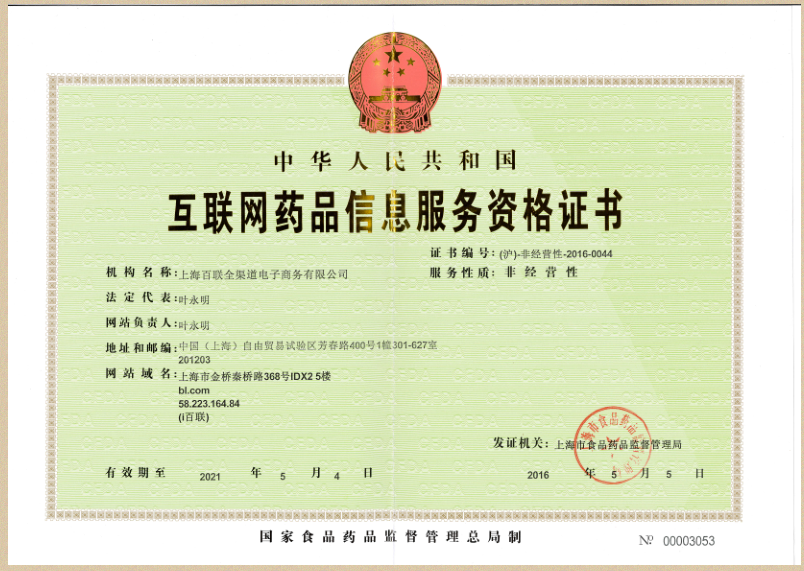 中华人民共和国
互联网药品信息服务资格证书
证书编号:(沪)-非经营性-2016-0044
服务性质:非经营性
机构名称:上海百联全渠道电子商务有限公司
法定代表:叶永明
网站负责人:叶永明
地址和邮编:中国（上海）自由贸易试验区芳春路400号1幢301-627室
201203
网站域名:上海市金桥秦桥路368号IDX2 5楼
bl.com
58.223.164.84
(i百联)
发证机关:上海市食品药品监督管理局
有效期至 2021 年 5 月 4 日
2016 年 5 月 5 日
国家食品药品监督管理总局制
№ 00003053